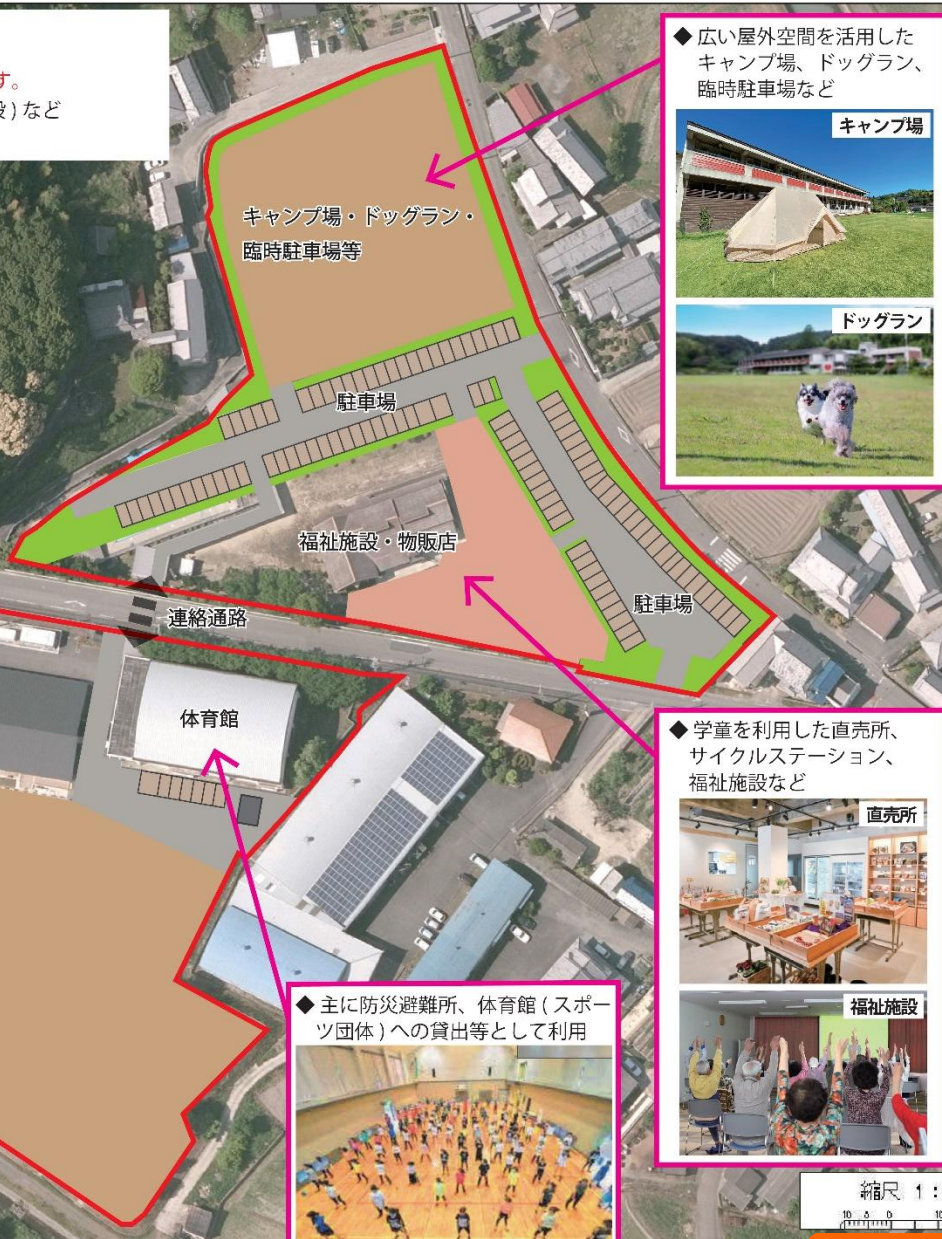 す。
設)など
◆ 広い屋外空間を活用した
キャンプ場、ドッグラン、
臨時駐車場など
キャンプ場
ドッグラン
キャンプ場・ドッグラン・
臨時駐車場等
駐車場
福祉施設・物販店
駐車場
連絡通路
体育館
◆ 学童を利用した直売所、
サイクルステーション、
福祉施設など
直売所
福祉施設
◆ 主に防災避難所、体育館(スポー
ツ団体)への貸出等として利用
縮尺 1:
10 5 0 10